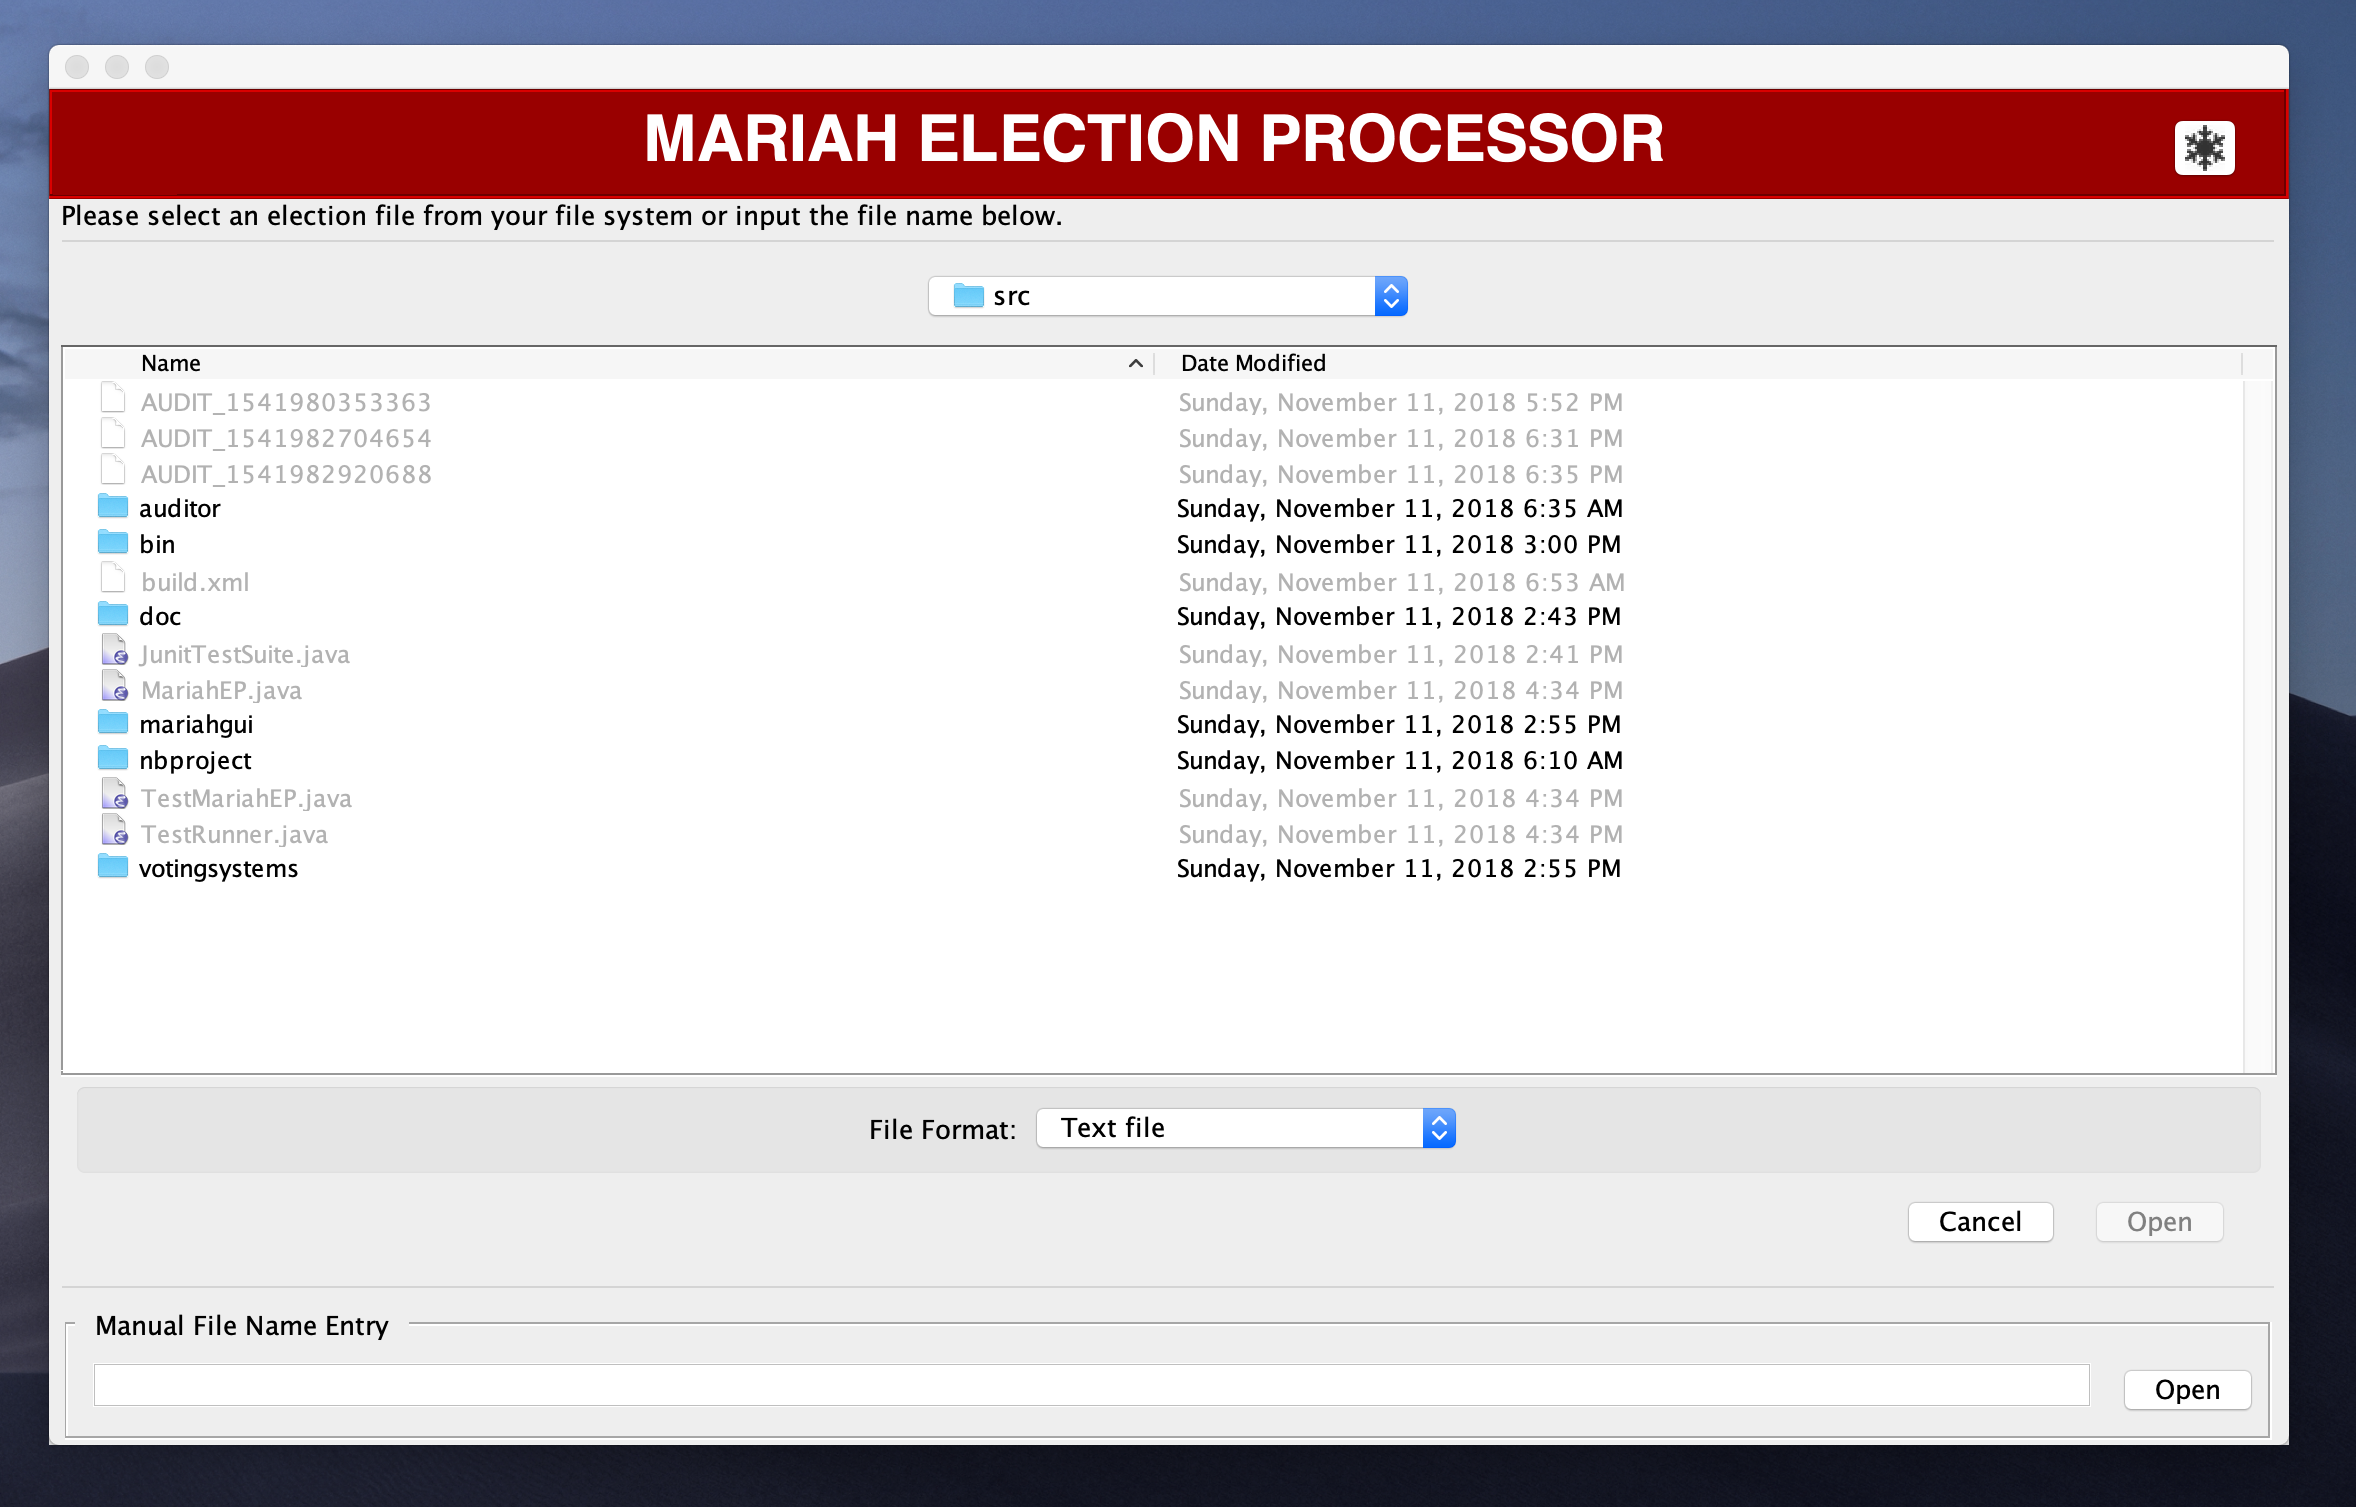 MARIAH ELECTION PROCESSOR
Please select an election file from your file system or input the file name below.
src
Name Date Modified
AUDIT_1541980353363 Sunday, November 11, 2018 5:52 PM
AUDIT_1541982704654 Sunday, November 11, 2018 6:31 PM
AUDIT_1541982920688 Sunday, November 11, 2018 6:35 PM
auditor Sunday, November 11, 2018 6:35 AM
bin Sunday, November 11, 2018 3:00 PM
build.xml Sunday, November 11, 2018 6:53 AM
doc Sunday, November 11, 2018 2:43 PM
JunitTestSuite.java Sunday, November 11, 2018 2:41 PM
MariahEP.java Sunday, November 11, 2018 4:34 PM
mariahgui Sunday, November 11, 2018 2:55 PM
nbproject Sunday, November 11, 2018 6:10 AM
TestMariahEP.java Sunday, November 11, 2018 4:34 PM
TestRunner.java Sunday, November 11, 2018 4:34 PM
votingsystems Sunday, November 11, 2018 2:55 PM
File Format: Text file
Cancel Open
Manual File Name Entry
Open